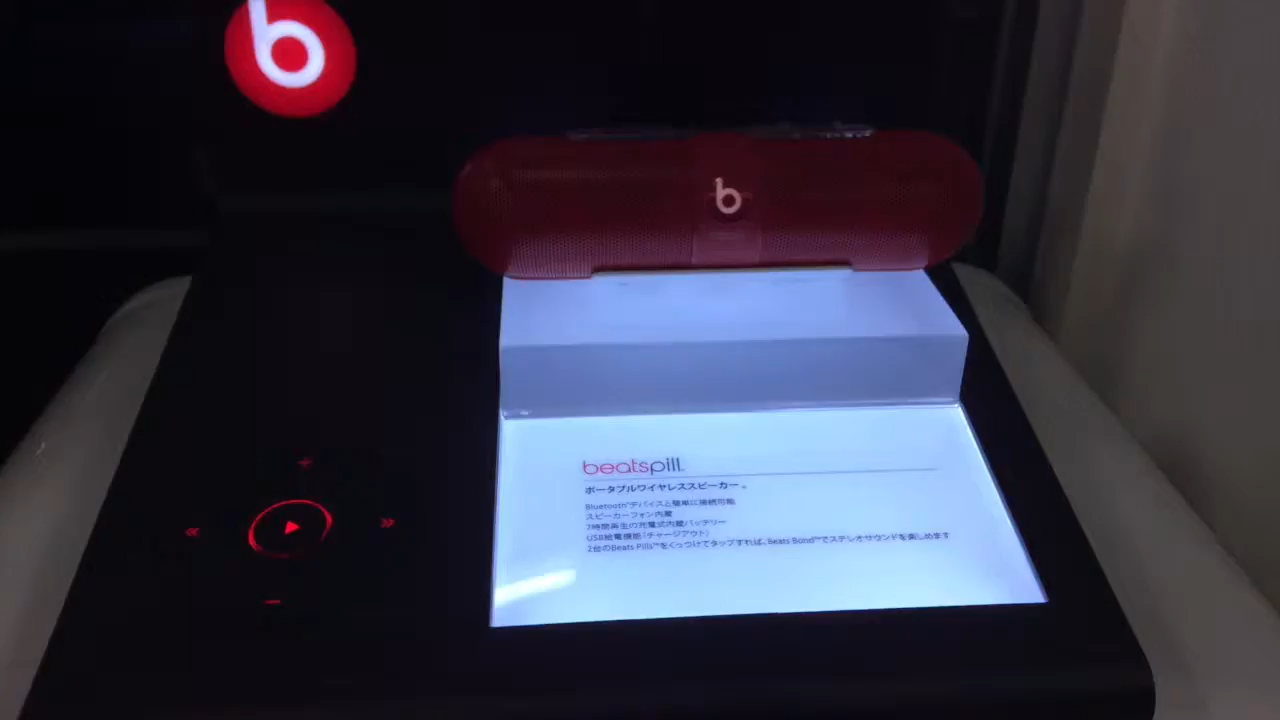 b
b
beatspill
ポータブルワイヤレススピーカー。
Bluetooth®デバイスと簡単に接続可能
スピーカーフォン内蔵
7時間再生の充電式内蔵バッテリー
USB給電機能（チャージアウト）
2台のBeats Pills™をくっつけてタップすれば、Beats Bond™でステレオサウンドを楽しめます